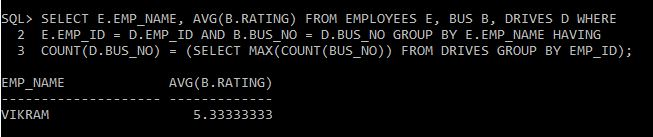 SQL> SELECT E.EMP_NAME, AVG(B.RATING) FROM EMPLOYEES E, BUS B, DRIVES D WHERE
  2  E.EMP_ID = D.EMP_ID AND B.BUS_NO = D.BUS_NO GROUP BY E.EMP_NAME HAVING
  3  COUNT(D.BUS_NO) = (SELECT MAX(COUNT(BUS_NO)) FROM DRIVES GROUP BY EMP_ID);
EMP_NAME             AVG(B.RATING)
-------------------- -------------
VIKRAM                  5.33333333